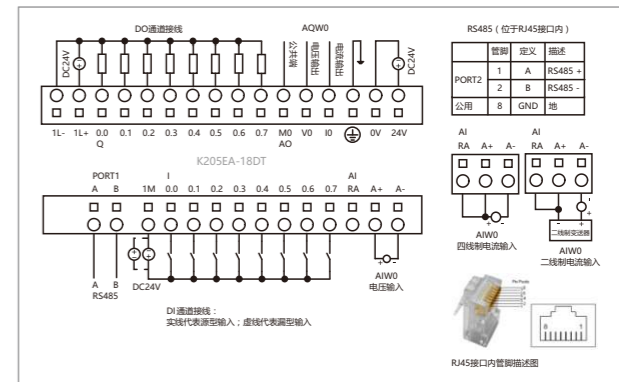 DO通道接线
AQW0
DC24V
公共端
电压输出
电流输出
DC24V
1L- 1L+ 0.0 0.1 0.2 0.3 0.4 0.5 0.6 0.7 M0 V0 I0 0V 24V
Q AO
K205EA-18DT
PORT1 I AI
A B 1M 0.0 0.1 0.2 0.3 0.4 0.5 0.6 0.7 RA A+ A-
A B
RS485
DC24V
AIW0
电压输入
DI通道接线:
实线代表源型输入;虚线代表漏型输入
RS485(位于RJ45接口内)
管脚 定义 描述
PORT2 1 A RS485 +
2 B RS485 -
公用 8 GND 地
AI
RA A+ A-
AIW0
四线制电流输入
AI
RA A+ A-
二线制变送器
AIW0
二线制电流输入
8 1
RJ45接口内管脚描述图